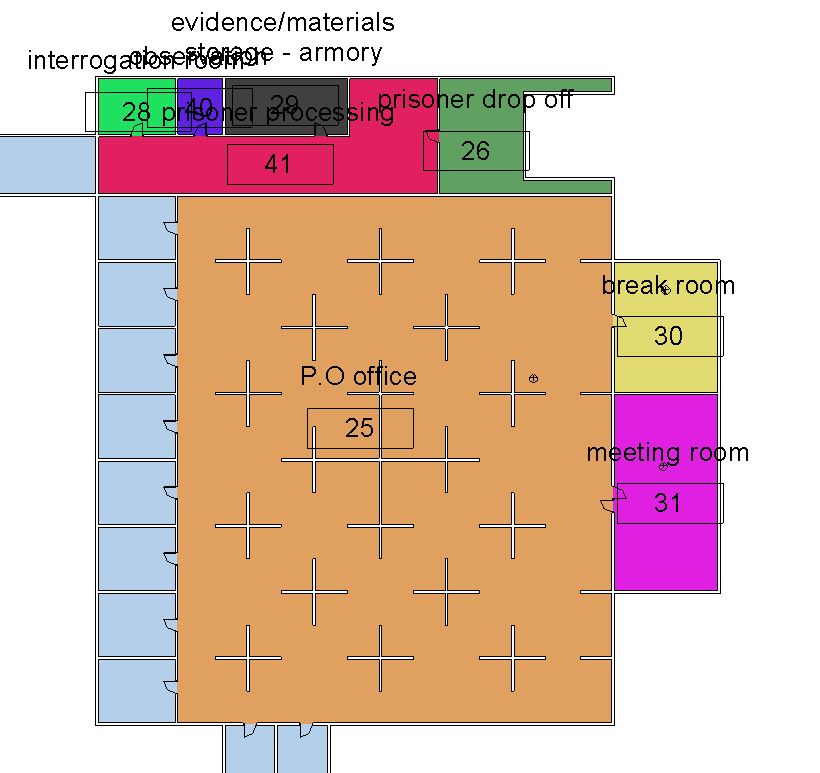 evidence/materials
storage - armory
interrogation room
observation
28
40
29
prisoner processing
prisoner drop off
41
26
break room
30
P.O office
25
meeting room
31